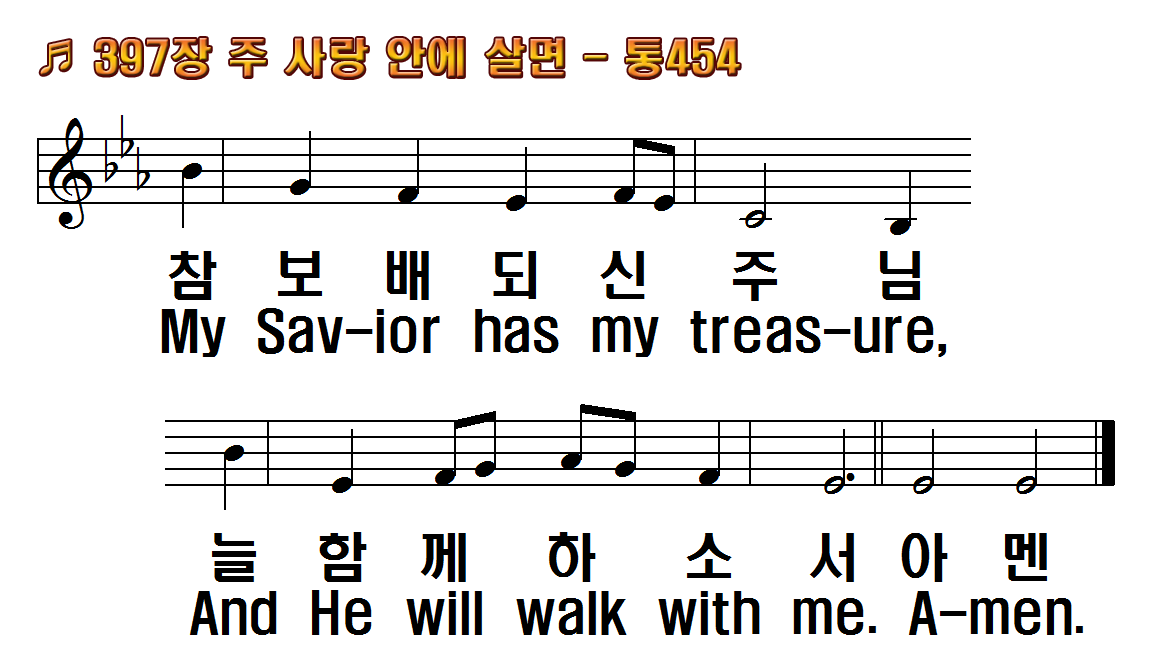 ♬ 397장 주 사랑 안에 살면 - 통454
참 보 배 되 신 주 님
My Sav-ior has my treas-ure,
늘 함 께 하 소 서 아 멘
And He will walk with me. A-men.